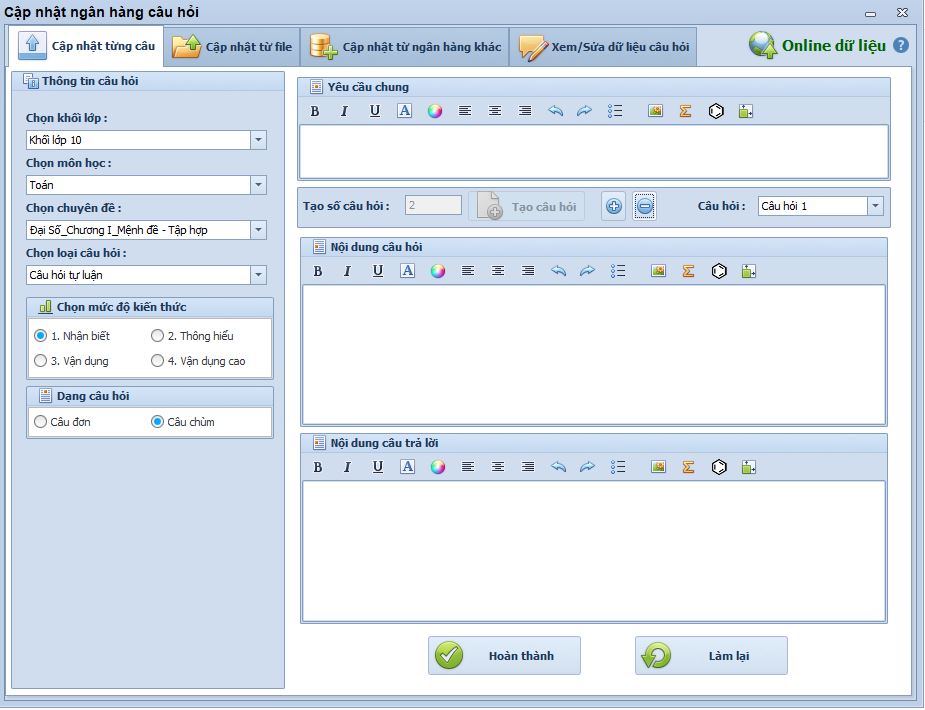 Cập nhật ngân hàng câu hỏi
Cập nhật từng câu
Cập nhật từ file
Cập nhật từ ngân hàng khác
Xem/Sửa dữ liệu câu hỏi
Online dữ liệu ?
Thông tin câu hỏi
Chọn khối lớp :
Khối lớp 10
Chọn môn học :
Toán
Chọn chuyên đề :
Đại Số_Chương I_Mệnh đề - Tập hợp
Chọn loại câu hỏi :
Câu hỏi tự luận
Chọn mức độ kiến thức
1. Nhận biết
2. Thông hiểu
3. Vận dụng
4. Vận dụng cao
Dạng câu hỏi
Câu đơn
Câu chùm
Yêu cầu chung
B I U A Σ
Tạo số câu hỏi : 2
Tạo câu hỏi
Câu hỏi : Câu hỏi 1
Nội dung câu hỏi
B I U A Σ
Nội dung câu trả lời
B I U A Σ
Hoàn thành
Làm lại